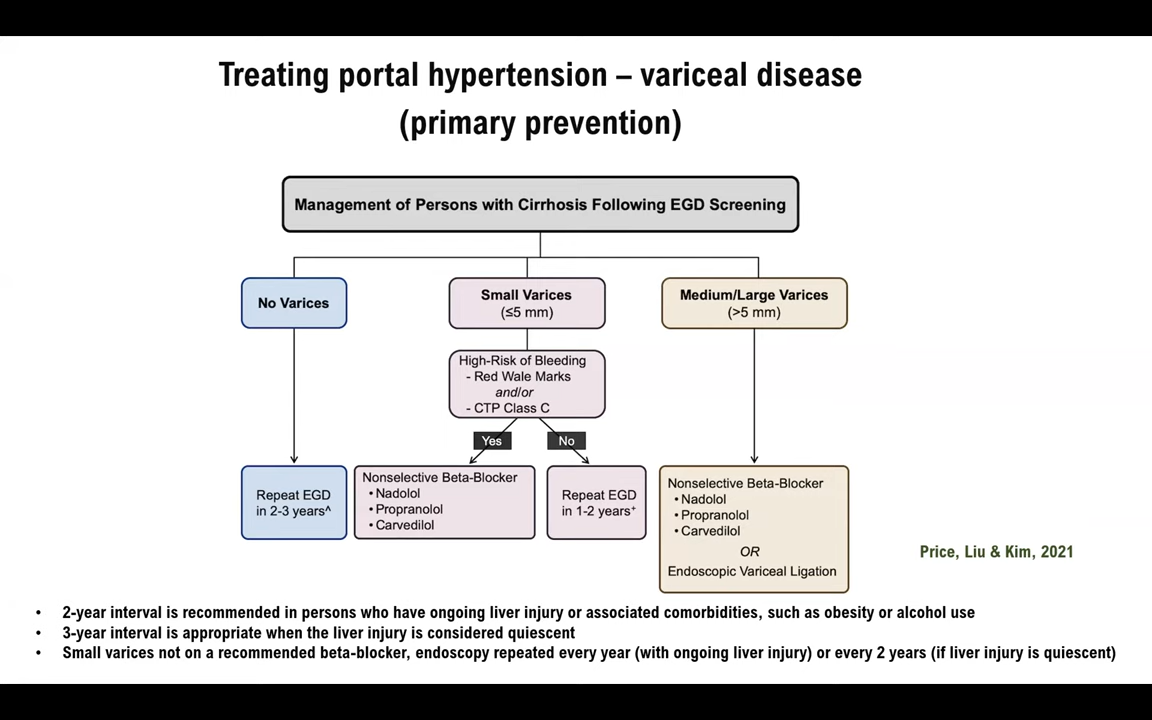 Treating portal hypertension – variceal disease
(primary prevention)
Management of Persons with Cirrhosis Following EGD Screening
No Varices
Small Varices
(≤5 mm)
Medium/Large Varices
(>5 mm)
High-Risk of Bleeding
- Red Wale Marks
and/or
- CTP Class C
Yes
No
Repeat EGD
in 2-3 years^
Nonselective Beta-Blocker
• Nadolol
• Propranolol
• Carvedilol
Repeat EGD
in 1-2 years⁺
Nonselective Beta-Blocker
• Nadolol
• Propranolol
• Carvedilol
OR
Endoscopic Variceal Ligation
Price, Liu & Kim, 2021
• 2-year interval is recommended in persons who have ongoing liver injury or associated comorbidities, such as obesity or alcohol use
• 3-year interval is appropriate when the liver injury is considered quiescent
• Small varices not on a recommended beta-blocker, endoscopy repeated every year (with ongoing liver injury) or every 2 years (if liver injury is quiescent)